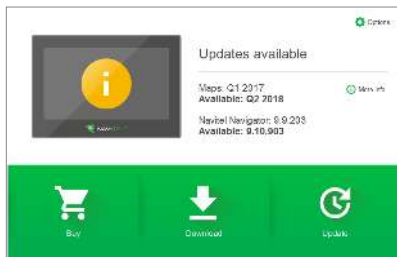 Options
Updates available
Maps: Q1 2017
Available: Q2 2018
More info
Navitel Navigator: 9.9.203
Available: 9.10.903
Buy
Download
Update